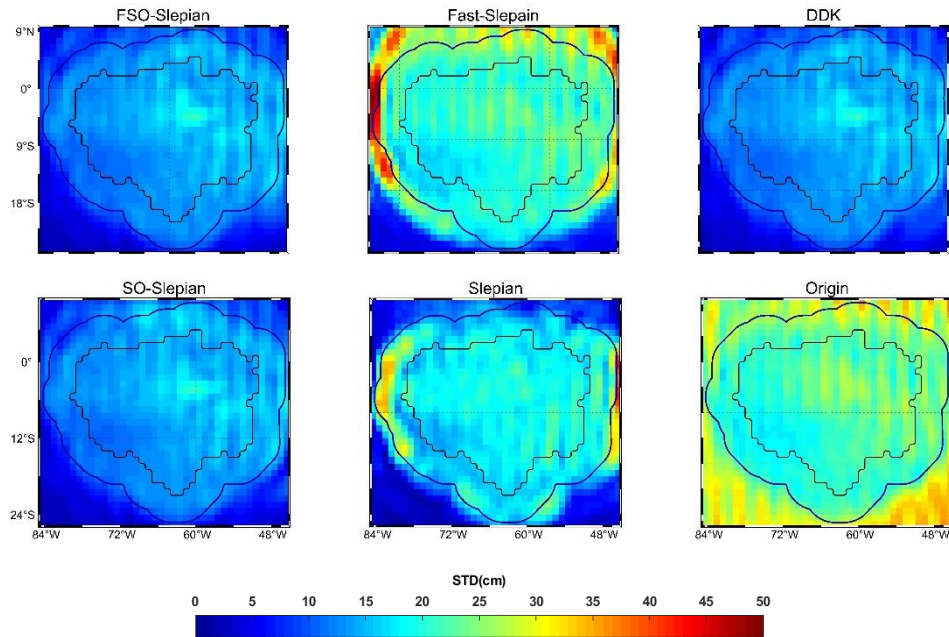 FSO-Slepian Fast-Slepain DDK
9°N
0°
9°S
18°S
SO-Slepian Slepian Origin
0°
12°S
24°S
84°W 72°W 60°W 48°W 84°W 72°W 60°W 48°W 84°W 72°W 60°W 48°W
STD(cm)
0 5 10 15 20 25 30 35 40 45 50